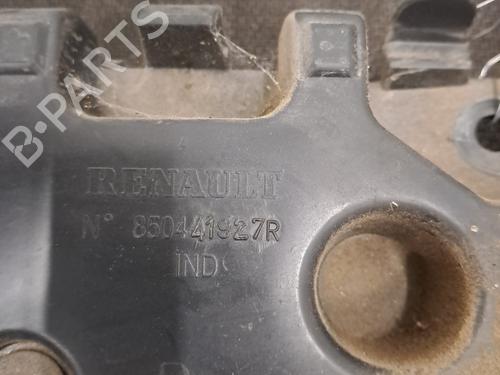 B-PARTS
RENAULT
N° 850441927R
IND